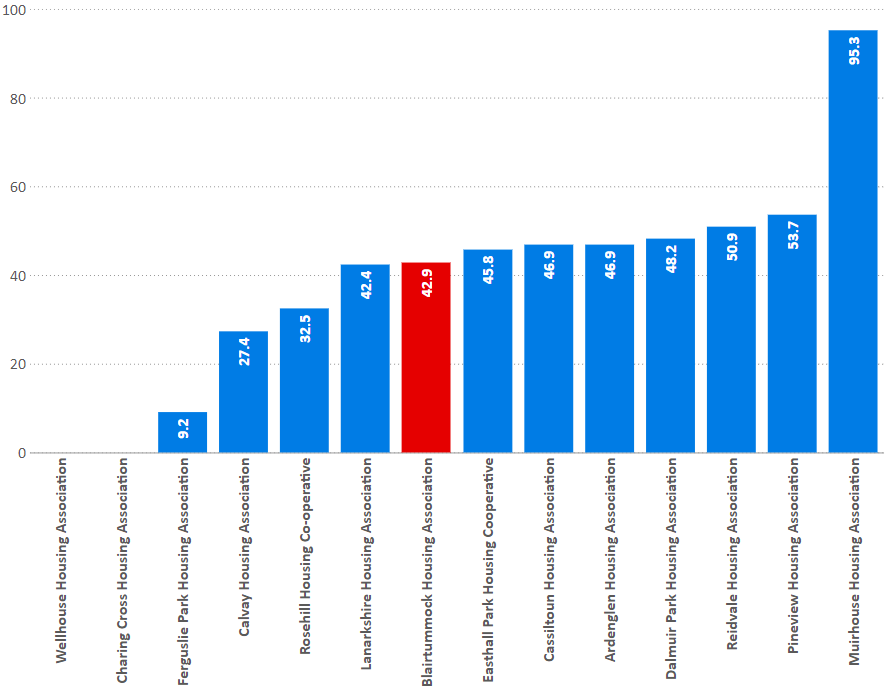 100
80
60
40
20
0
9.2
27.4
32.5
42.4
42.9
45.8
46.9
46.9
48.2
50.9
53.7
95.3
Wellhouse Housing Association
Charing Cross Housing Association
Ferguslie Park Housing Association
Calvay Housing Association
Rosehill Housing Co-operative
Lanarkshire Housing Association
Blairtummock Housing Association
Easthall Park Housing Cooperative
Cassiltoun Housing Association
Ardenglen Housing Association
Dalmuir Park Housing Association
Reidvale Housing Association
Pineview Housing Association
Muirhouse Housing Association